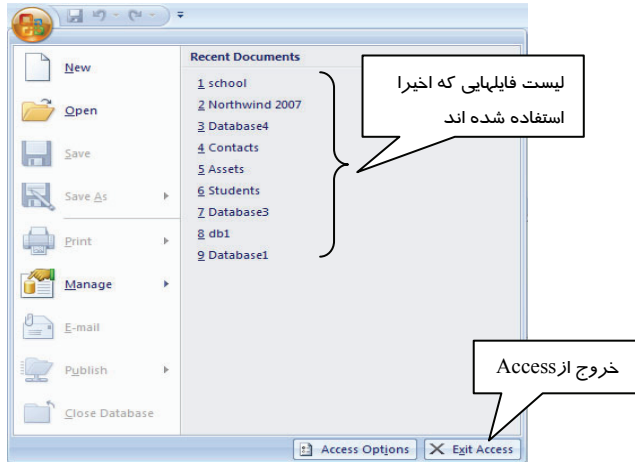 New
Open
Save
Save As
Print
Manage
E-mail
Publish
Close Database
Recent Documents
1 school
2 Northwind 2007
3 Database4
4 Contacts
5 Assets
6 Students
7 Database3
8 db1
9 Database1
لیست فایلهایی که اخیرا
استفاده شده اند
خروج ازAccess
Access Options
Exit Access